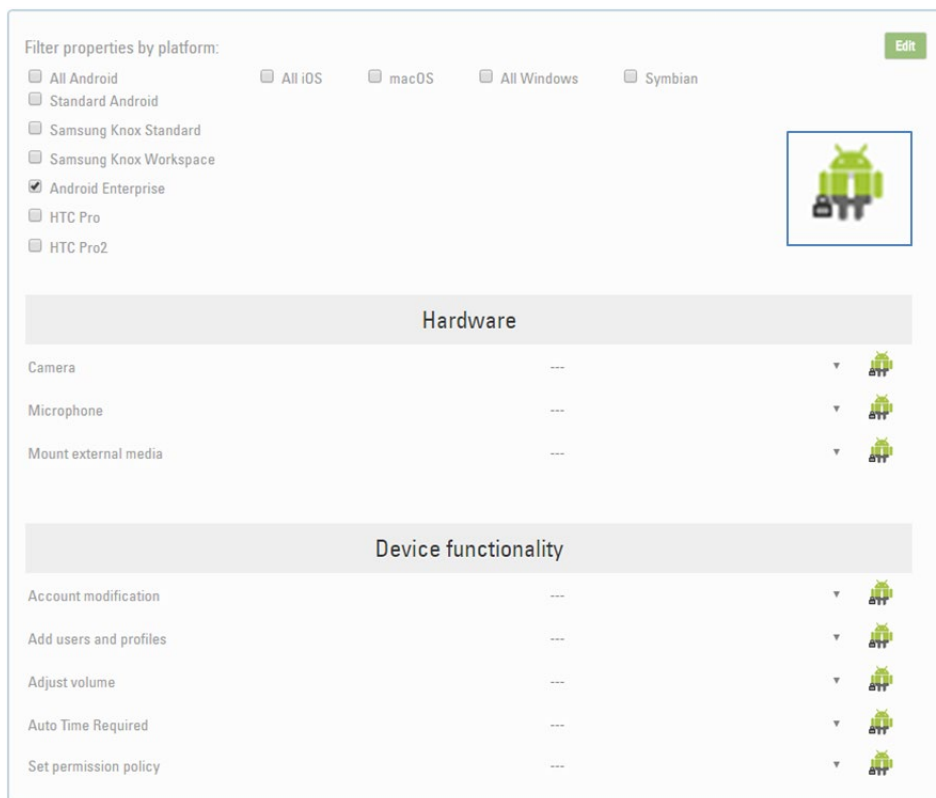 Filter properties by platform:
Edit
All Android All iOS macOS All Windows Symbian
Standard Android
Samsung Knox Standard
Samsung Knox Workspace
Android Enterprise
HTC Pro
HTC Pro2
Hardware
Camera ---
Microphone ---
Mount external media ---
Device functionality
Account modification ---
Add users and profiles ---
Adjust volume ---
Auto Time Required ---
Set permission policy ---